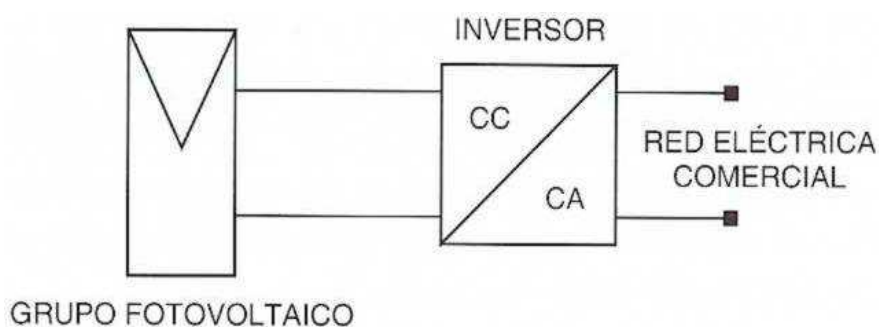 INVERSOR
CC
CA
RED ELÉCTRICA
COMERCIAL
GRUPO FOTOVOLTAICO